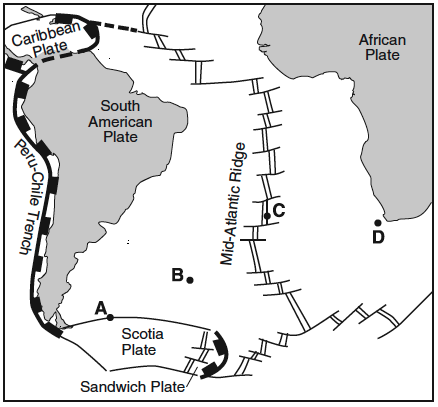 Caribbean
Plate
African
Plate
South
American
Plate
Peru-Chile Trench
Mid-Atlantic Ridge
C
D
B
A
Scotia
Plate
Sandwich Plate